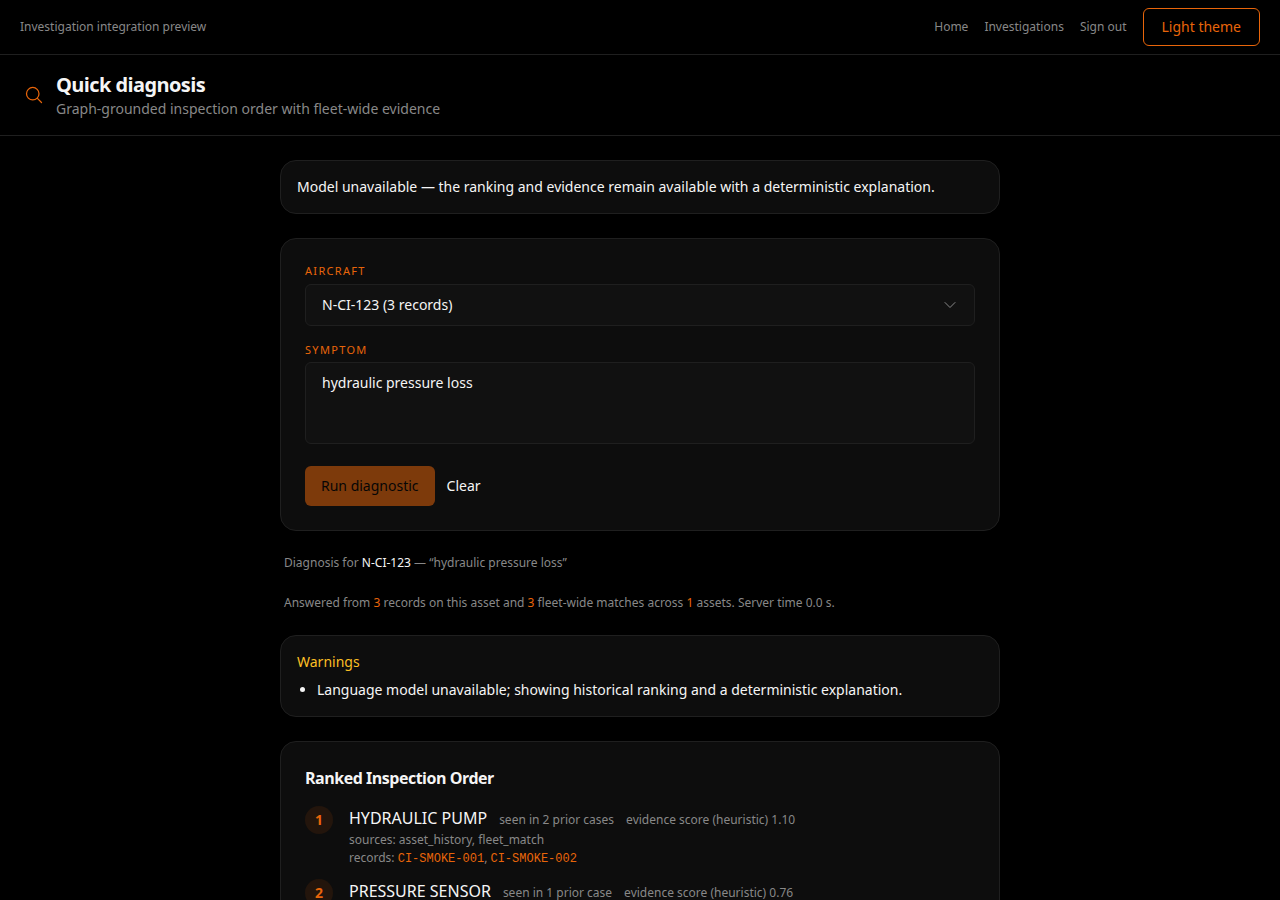 Investigation integration preview
Home Investigations Sign out Light theme
Quick diagnosis
Graph-grounded inspection order with fleet-wide evidence
Model unavailable — the ranking and evidence remain available with a deterministic explanation.
AIRCRAFT
N-CI-123 (3 records)
SYMPTOM
hydraulic pressure loss
Run diagnostic Clear
Diagnosis for N-CI-123 — “hydraulic pressure loss”
Answered from 3 records on this asset and 3 fleet-wide matches across 1 assets. Server time 0.0 s.
Warnings
• Language model unavailable; showing historical ranking and a deterministic explanation.
Ranked Inspection Order
1 HYDRAULIC PUMP seen in 2 prior cases evidence score (heuristic) 1.10
sources: asset_history, fleet_match
records: CI-SMOKE-001, CI-SMOKE-002
2 PRESSURE SENSOR seen in 1 prior case evidence score (heuristic) 0.76